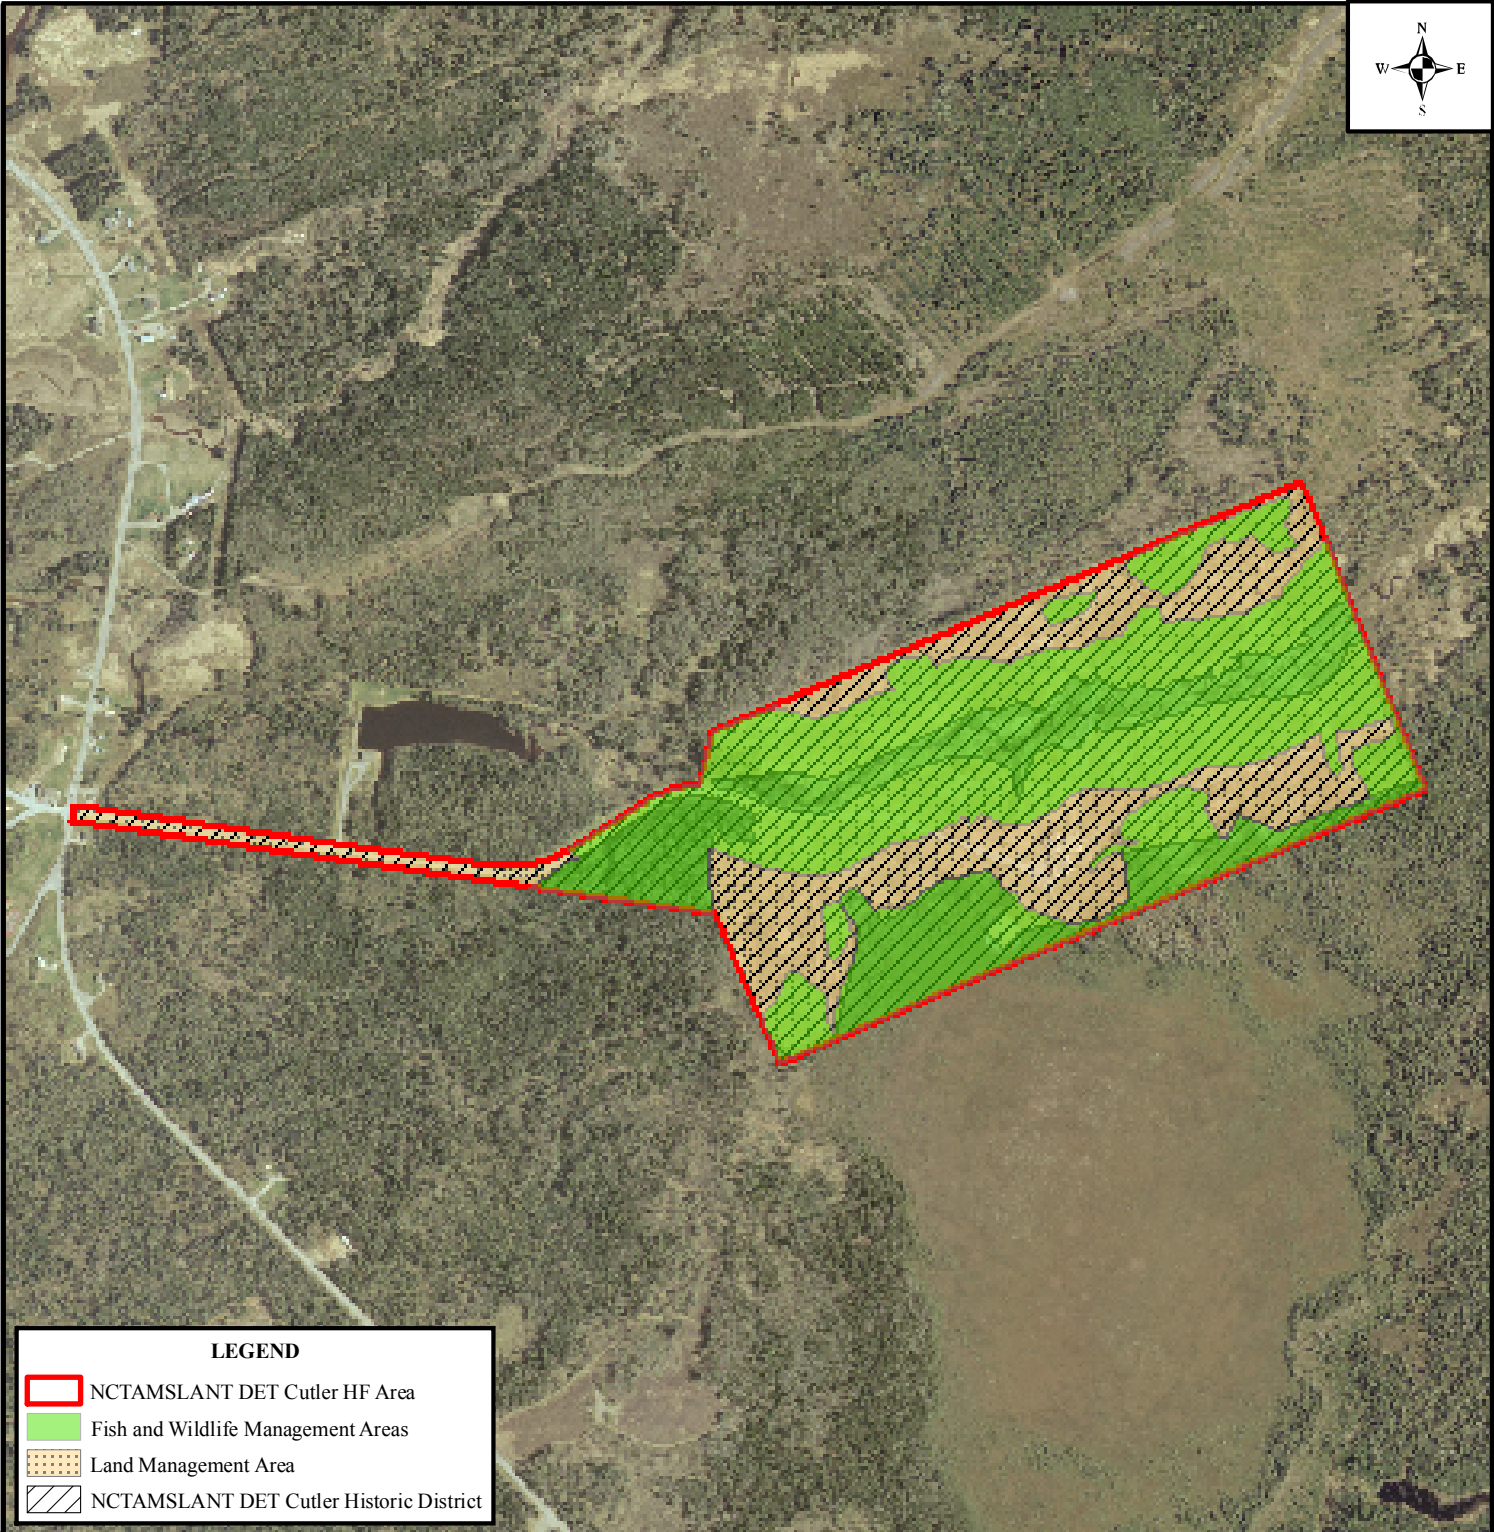 N
W E
S
LEGEND
NCTAMSLANT DET Cutler HF Area
Fish and Wildlife Management Areas
Land Management Area
NCTAMSLANT DET Cutler Historic District